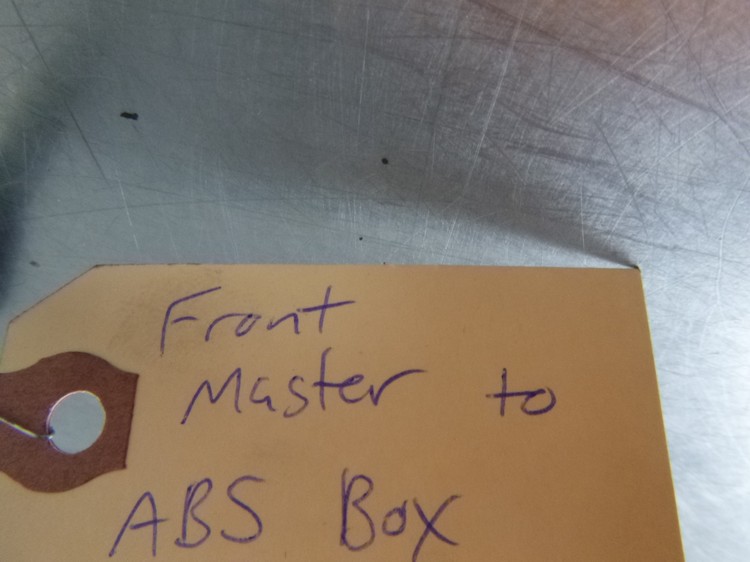 Front
Master to
ABS Box